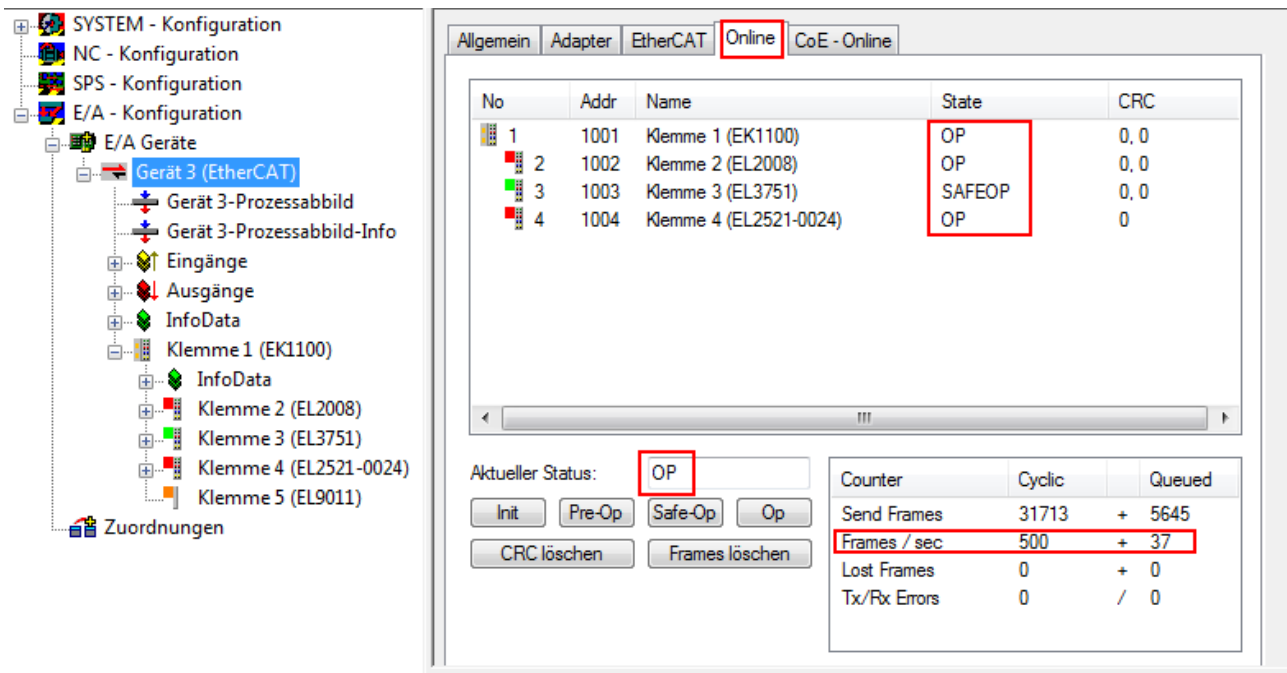 SYSTEM - Konfiguration
NC - Konfiguration
SPS - Konfiguration
E/A - Konfiguration
E/A Geräte
Gerät 3 (EtherCAT)
Gerät 3-Prozessabbild
Gerät 3-Prozessabbild-Info
Eingänge
Ausgänge
InfoData
Klemme 1 (EK1100)
InfoData
Klemme 2 (EL2008)
Klemme 3 (EL3751)
Klemme 4 (EL2521-0024)
Klemme 5 (EL9011)
Zuordnungen
Allgemein Adapter EtherCAT Online CoE - Online
No Addr Name State CRC
1 1001 Klemme 1 (EK1100) OP 0, 0
2 1002 Klemme 2 (EL2008) OP 0, 0
3 1003 Klemme 3 (EL3751) SAFEOP 0, 0
4 1004 Klemme 4 (EL2521-0024) OP 0
Aktueller Status: OP
Init Pre-Op Safe-Op Op
CRC löschen Frames löschen
Counter Cyclic Queued
Send Frames 31713 + 5645
Frames / sec 500 + 37
Lost Frames 0 + 0
Tx/Rx Errors 0 / 0